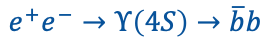 e⁺e⁻ → ϒ(4S) → b̄b